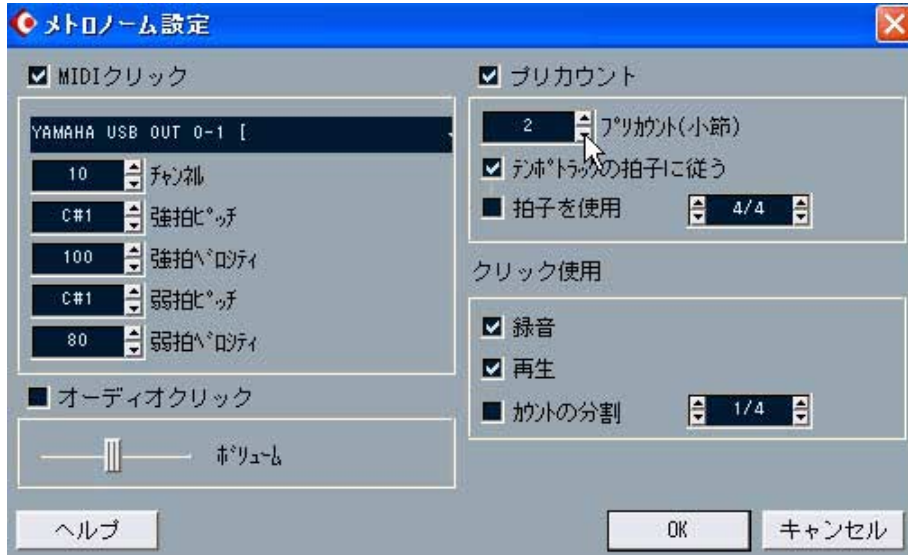 メトロノーム設定
MIDIクリック
YAMAHA USB OUT 0-1 [
10 チャンネル
C#1 強拍ピッチ
100 強拍ベロシティ
C#1 弱拍ピッチ
80 弱拍ベロシティ
オーディオクリック
ボリューム
プリカウント
2 プリカウント(小節)
テンポトラックの拍子に従う
拍子を使用 4/4
クリック使用
録音
再生
カウントの分割 1/4
ヘルプ
OK
キャンセル